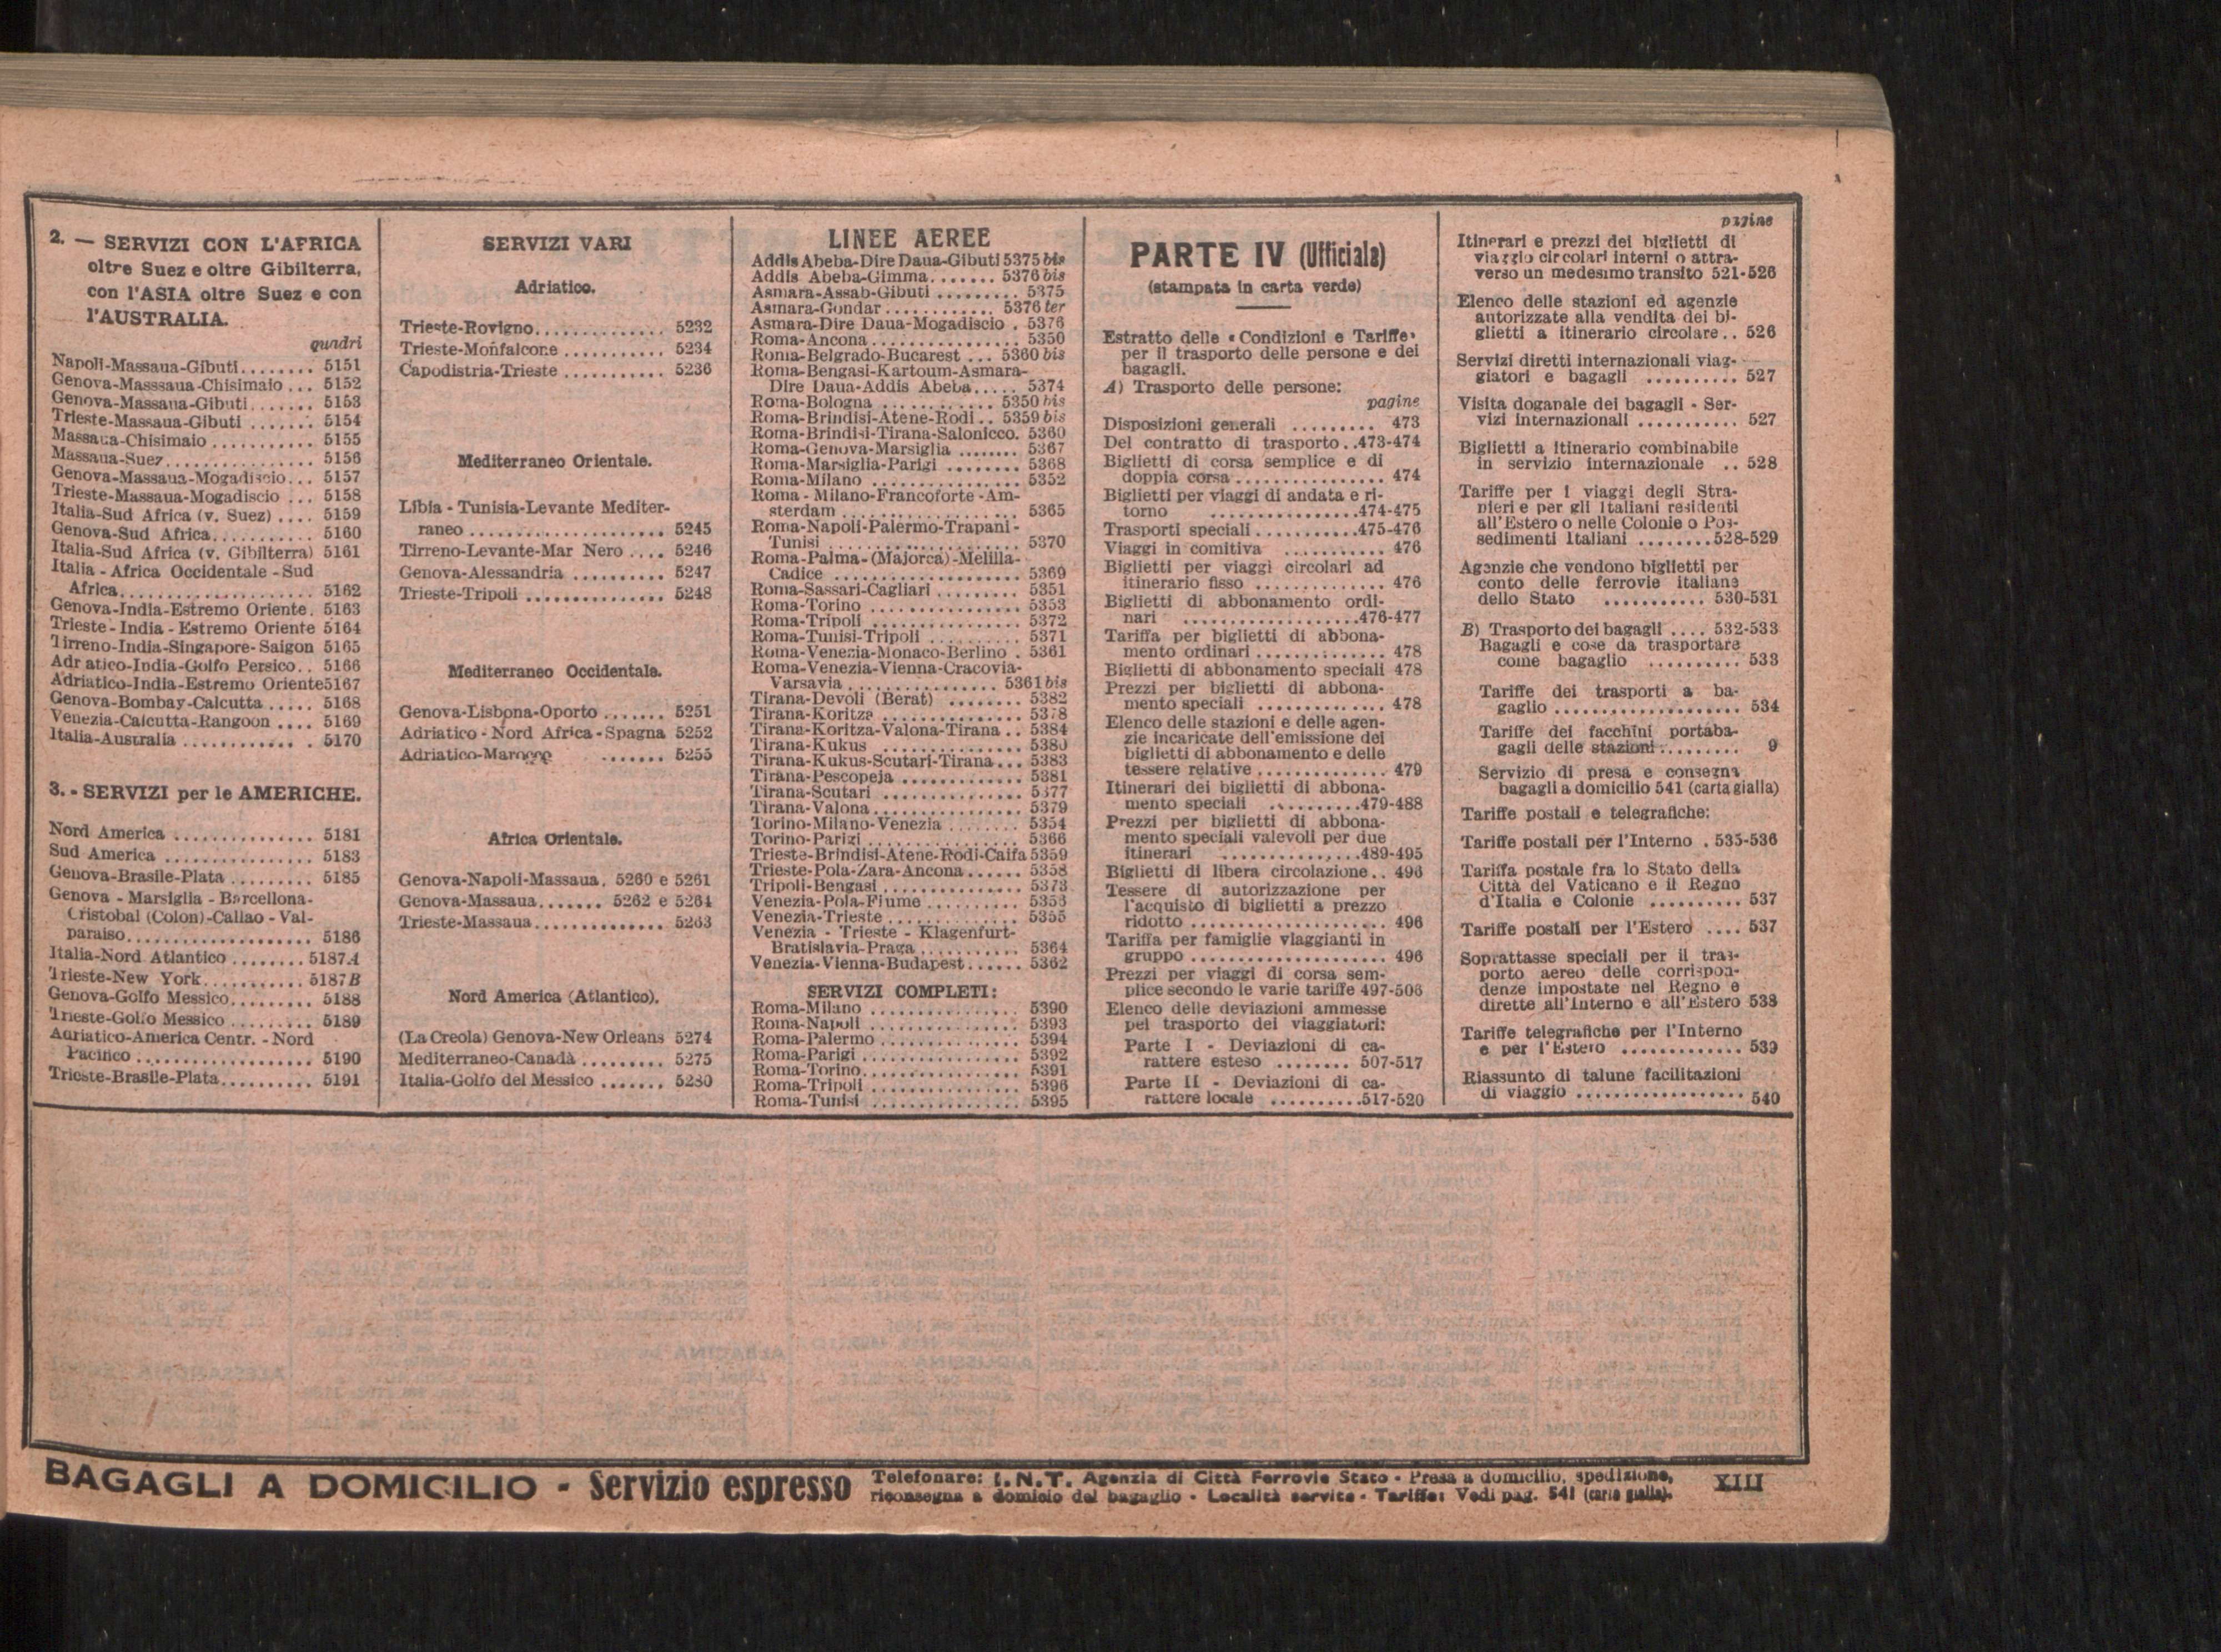 2. — SERVIZI CON L'AFRICA
oltre Suez e oltre Gibilterra,
con l'ASIA oltre Suez e con
l'AUSTRALIA.
quadri
Napoli-Massaua-Gibuti........ 5151
Genova-Masssaua-Chisimaio ... 5152
Genova-Massaua-Gibuti....... 5153
Trieste-Massaua-Gibuti ....... 5154
Massaua-Chisimaio ........... 5155
Massaua-Suez................ 5156
Genova-Massaua-Mogadiscio... 5157
Trieste-Massaua-Mogadiscio ... 5158
Italia-Sud Africa (v. Suez) .... 5159
Genova-Sud Africa........... 5160
Italia-Sud Africa (v. Gibilterra) 5161
Italia - Africa Occidentale - Sud
Africa..................... 5162
Genova-India-Estremo Oriente. 5163
Trieste - India - Estremo Oriente 5164
Tirreno-India-Singapore- Saigon 5165
Adr atico-India-Golfo Persico.. 5166
Adriatico-India-Estremo Oriente5167
Genova-Bombay-Calcutta ..... 5168
Venezia-Calcutta-Rangoon .... 5169
Italia-Australia ............ . 5170
3. - SERVIZI per le AMERICHE.
Nord America ............... 5181
Sud America ................ 5183
Genova-Brasile-Plata ......... 5185
Genova - Marsiglia - Barcellona-
Cristobal (Colon)-Callao - Val-
paraiso.................... 5186
Italia-Nord Atlantico ........ 5187A
Trieste-New York........... 5187B
Genova-Golfo Messico......... 5188
Trieste-Golfo Messico ......... 5189
Adriatico-America Centr. - Nord
Pacifico ................... 5190
Trieste-Brasile-Plata.......... 5191
SERVIZI VARI
Adriatico.
Trieste-Rovigno.............. 5232
Trieste-Monfalcone ........... 5234
Capodistria-Trieste ........... 5236
Mediterraneo Orientale.
Libia - Tunisia-Levante Mediter-
raneo .................... 5245
Tirreno-Levante-Mar Nero .... 5246
Genova-Alessandria .......... 5247
Trieste-Tripoli ............... 5248
Mediterraneo Occidentale.
Genova-Lisbona-Oporto ....... 5251
Adriatico - Nord Africa - Spagna 5252
Adriatico-Marocco ....... 5255
Africa Orientale.
Genova-Napoli-Massaua. 5260 e 5261
Genova-Massaua....... 5262 e 5264
Trieste-Massaua.............. 5263
Nord America (Atlantico).
(La Creola) Genova-New Orleans 5274
Mediterraneo-Canadà ......... 5275
Italia-Golfo del Messico ....... 5280
LINEE AEREE
Addis Abeba-Dire Daua-Gibuti 5375 bis
Addis Abeba-Gimma....... 5376 bis
Asmara-Assab-Gibuti ......... 5375
Asmara-Gondar............ 5376 ter
Asmara-Dire Daua-Mogadiscio . 5376
Roma-Ancona................ 5350
Roma-Belgrado-Bucarest ... 5360 bis
Roma-Bengasi-Kartoum-Asmara-
Dire Daua-Addis Abeba..... 5374
Roma-Bologna ............ 5350 bis
Roma-Brindisi-Atene-Rodi.. 5359 bis
Roma-Brindisi-Tirana-Salonicco. 5360
Roma-Genova-Marsiglia ....... 5367
Roma-Marsiglia-Parigi ........ 5368
Roma-Milano ................ 5352
Roma - Milano-Francoforte - Am-
sterdam ................... 5365
Roma-Napoli-Palermo-Trapani -
Tunisi .................... 5370
Roma-Palma-(Majorca)-Melilla-
Cadice .................... 5369
Roma-Sassari-Cagliari ......... 5351
Roma-Torino ................ 5353
Roma-Tripoli ................ 5372
Roma-Tunisi-Tripoli .......... 5371
Roma-Venezia-Monaco-Berlino . 5361
Roma-Venezia-Vienna-Cracovia-
Varsavia ................ 5361 bis
Tirana-Devoli (Berat) ........ 5382
Tirana-Koritza ............... 5378
Tirana-Koritza-Valona-Tirana .. 5384
Tirana-Kukus ............... 5380
Tirana-Kukus-Scutari-Tirana... 5383
Tirana-Pescopeja ............. 5381
Tirana-Scutari ............... 5377
Tirana-Valona................ 5379
Torino-Milano-Venezia ........ 5354
Torino-Parigi................ 5366
Trieste-Brindisi-Atene-Rodi-Caifa 5359
Trieste-Pola-Zara-Ancona...... 5358
Tripoli-Bengasi............... 5373
Venezia-Pola-Fiume .......... 5356
Venezia-Trieste .............. 5355
Venezia - Trieste - Klagenfurt-
Bratislavia-Praga ........... 5364
Venezia-Vienna-Budapest...... 5362
SERVIZI COMPLETI:
Roma-Milano ................ 5390
Roma-Napoli ................ 5393
Roma-Palermo ............... 5394
Roma-Parigi ................. 5392
Roma-Torino................. 5391
Roma-Tripoli ................ 5396
Roma-Tunisi ................ 5395
PARTE IV (Ufficiale)
(stampata in carta verde)
Estratto delle «Condizioni e Tariffe»
per il trasporto delle persone e dei
bagagli.
A) Trasporto delle persone:
pagine
Disposizioni generali ......... 473
Del contratto di trasporto..473-474
Biglietti di corsa semplice e di
doppia corsa ................ 474
Biglietti per viaggi di andata e ri-
torno ................474-475
Trasporti speciali...........475-476
Viaggi in comitiva .......... 476
Biglietti per viaggi circolari ad
itinerario fisso .............. 476
Biglietti di abbonamento ordi-
nari ...................476-477
Tariffa per biglietti di abbona-
mento ordinari .............. 478
Biglietti di abbonamento speciali 478
Prezzi per biglietti di abbona-
mento speciali .............. 478
Elenco delle stazioni e delle agen-
zie incaricate dell'emissione dei
biglietti di abbonamento e delle
tessere relative .............. 479
Itinerari dei biglietti di abbona-
mento speciali ..........479-488
Prezzi per biglietti di abbona-
mento speciali valevoli per due
itinerari ...............489-495
Biglietti di libera circolazione.. 496
Tessere di autorizzazione per
l'acquisto di biglietti a prezzo
ridotto ..................... 496
Tariffa per famiglie viaggianti in
gruppo ..................... 496
Prezzi per viaggi di corsa sem-
plice secondo le varie tariffe 497-506
Elenco delle deviazioni ammesse
pel trasporto dei viaggiatori:
Parte I - Deviazioni di ca-
rattere esteso ........ 507-517
Parte II - Deviazioni di ca-
rattere locale ..........517-520
pagine
Itinerari e prezzi dei biglietti di
viaggio circolari interni o attra-
verso un medesimo transito 521-526
Elenco delle stazioni ed agenzie
autorizzate alla vendita dei bi-
glietti a itinerario circolare.. 526
Servizi diretti internazionali viag-
giatori e bagagli .......... 527
Visita doganale dei bagagli - Ser-
vizi internazionali ........... 527
Biglietti a itinerario combinabile
in servizio internazionale .. 528
Tariffe per i viaggi degli Stra-
nieri e per gli Italiani residenti
all'Estero o nelle Colonie o Pos-
sedimenti Italiani ........528-529
Agenzie che vendono biglietti per
conto delle ferrovie italiane
dello Stato ........... 530-531
B) Trasporto dei bagagli .... 532-533
Bagagli e cose da trasportare
come bagaglio .......... 533
Tariffe dei trasporti a ba-
gaglio .................... 534
Tariffe dei facchini portaba-
gagli delle stazioni......... 9
Servizio di presa e consegna
bagagli a domicilio 541 (carta gialla)
Tariffe postali e telegrafiche:
Tariffe postali per l'Interno . 535-536
Tariffa postale fra lo Stato della
Città del Vaticano e il Regno
d'Italia e Colonie .......... 537
Tariffe postali per l'Estero .... 537
Soprattasse speciali per il tras-
porto aereo delle corrispon-
denze impostate nel Regno e
dirette all'Interno e all'Estero 538
Tariffe telegrafiche per l'Interno
e per l'Estero ............. 539
Riassunto di talune facilitazioni
di viaggio .................. 540
BAGAGLI A DOMICILIO - Servizio espresso
Telefonare: I.N.T. Agenzia di Città Ferrovie Stato - Presa a domicilio, spedizione,
riconsegna a domicio del bagaglio - Località servite - Tariffe: Vedi pag. 541 (carta gialla).
XIII